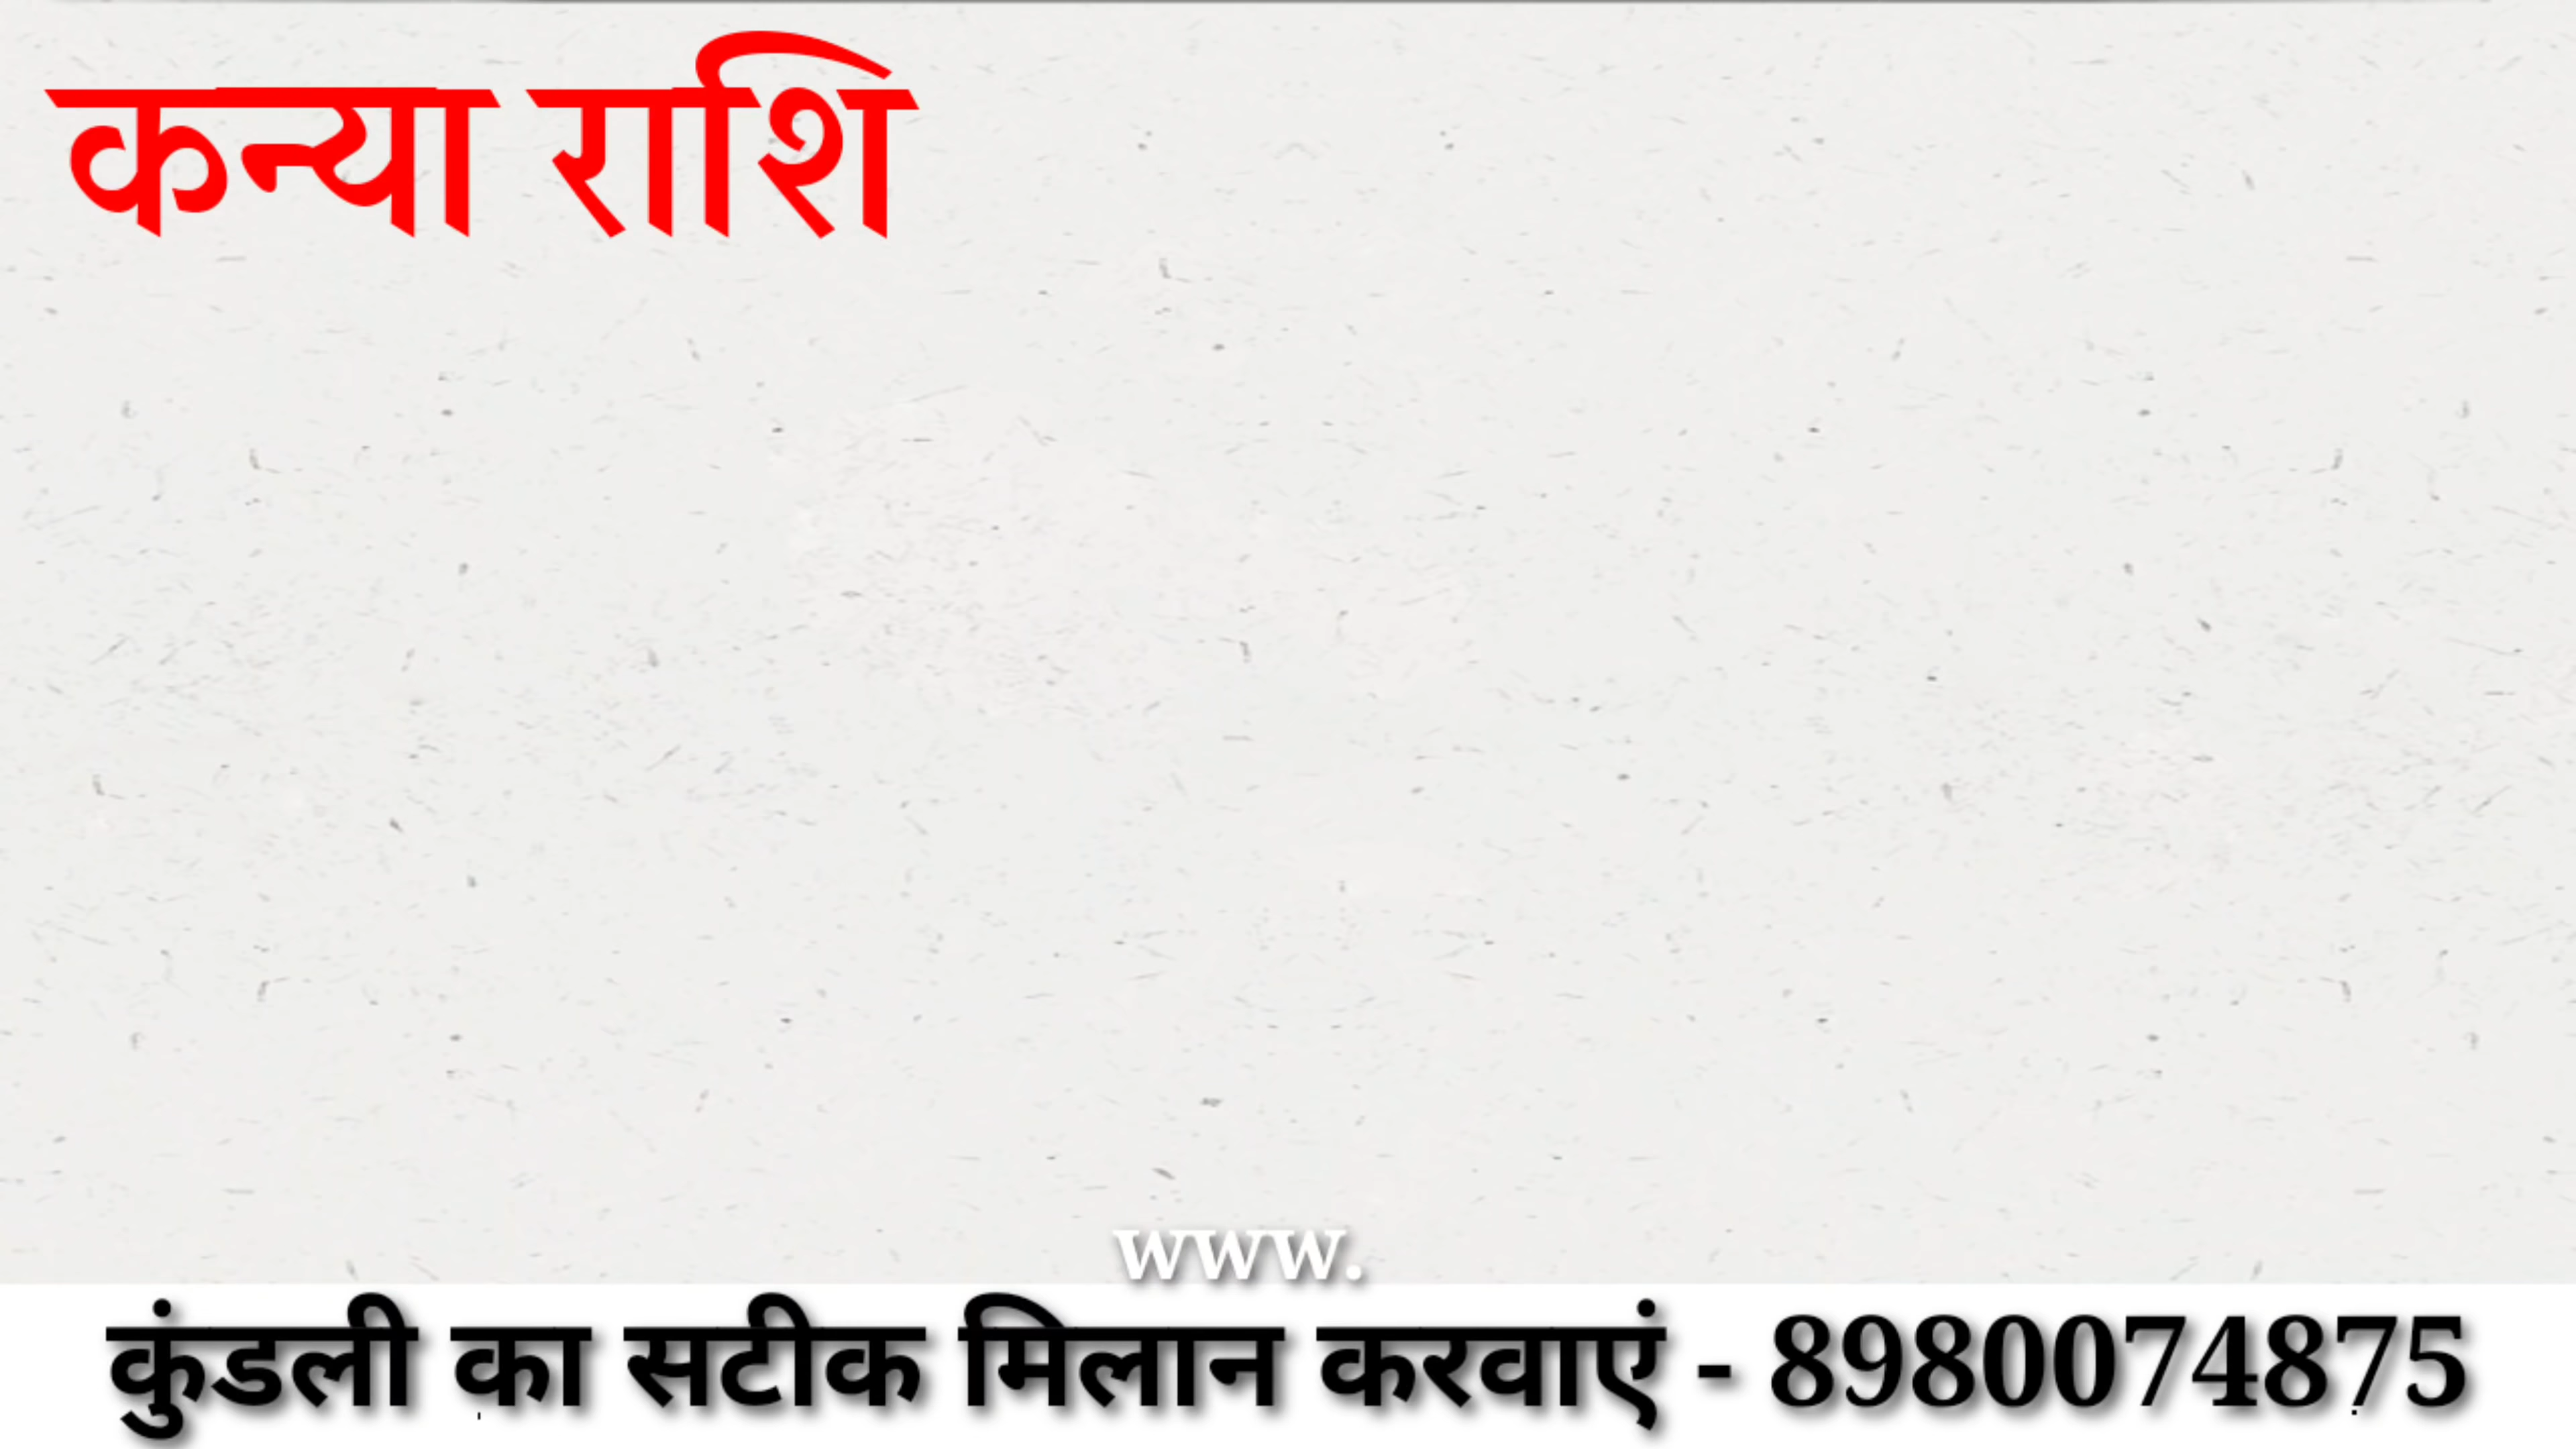 कन्या राशि
www.
कुंडली का सटीक मिलान करवाएं - 8980074875